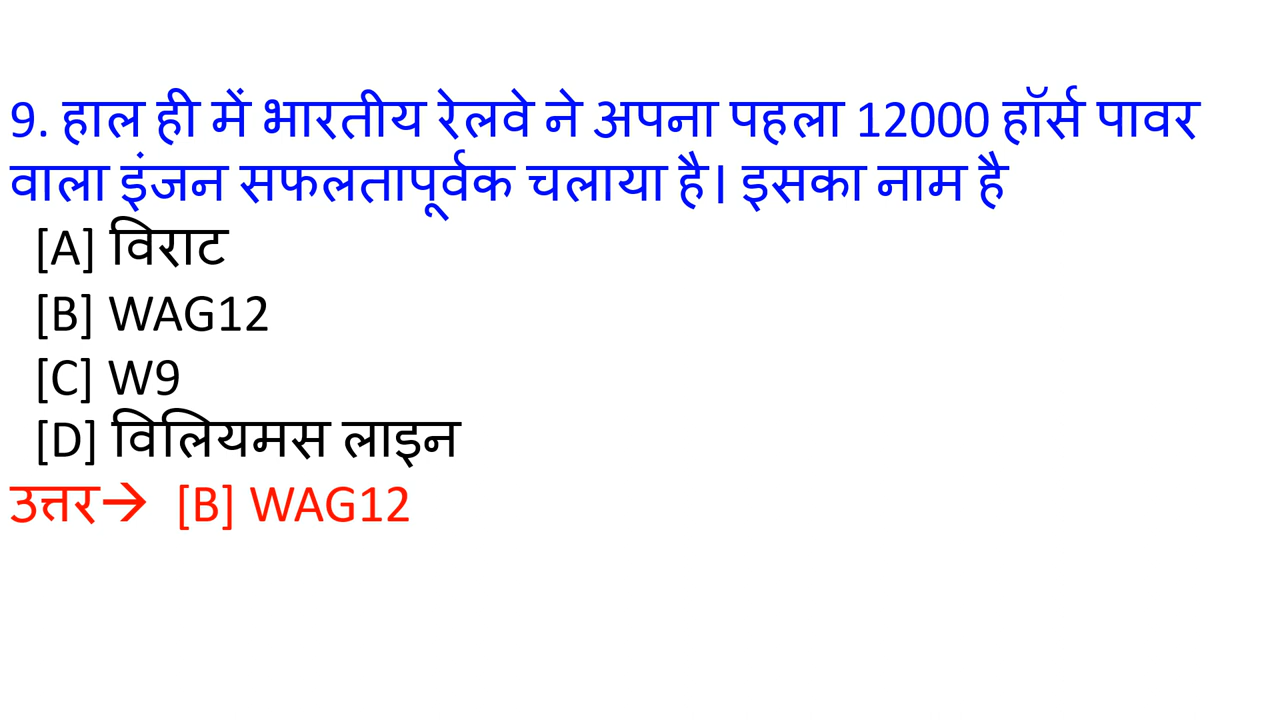 9. हाल ही में भारतीय रेलवे ने अपना पहला 12000 हॉर्स पावर
वाला इंजन सफलतापूर्वक चलाया है। इसका नाम है
[A] विराट
[B] WAG12
[C] W9
[D] विलियमस लाइन
उत्तर→ [B] WAG12